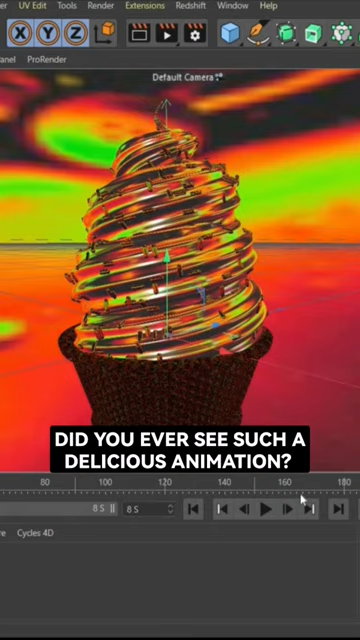 UV Edit Tools Render Extensions Redshift Window Help
X Y Z
ProRender
Default Camera
DID YOU EVER SEE SUCH A
DELICIOUS ANIMATION?
80 100 120 140 160 180
8 S 8 S
Cycles 4D